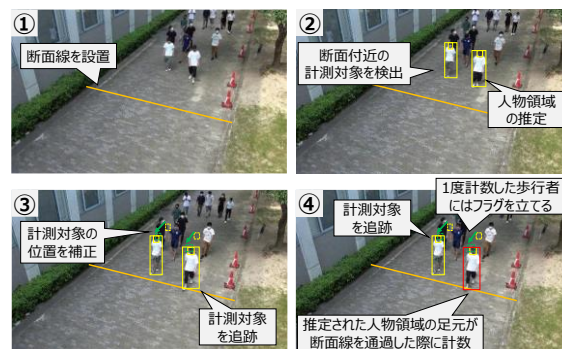 ①
断面線を設置
②
断面付近の
計測対象を検出
人物領域
の推定
③
計測対象の
位置を補正
計測対象
を追跡
④
1度計数した歩行者
にはフラグを立てる
計測対象
を追跡
推定された人物領域の足元が
断面線を通過した際に計数